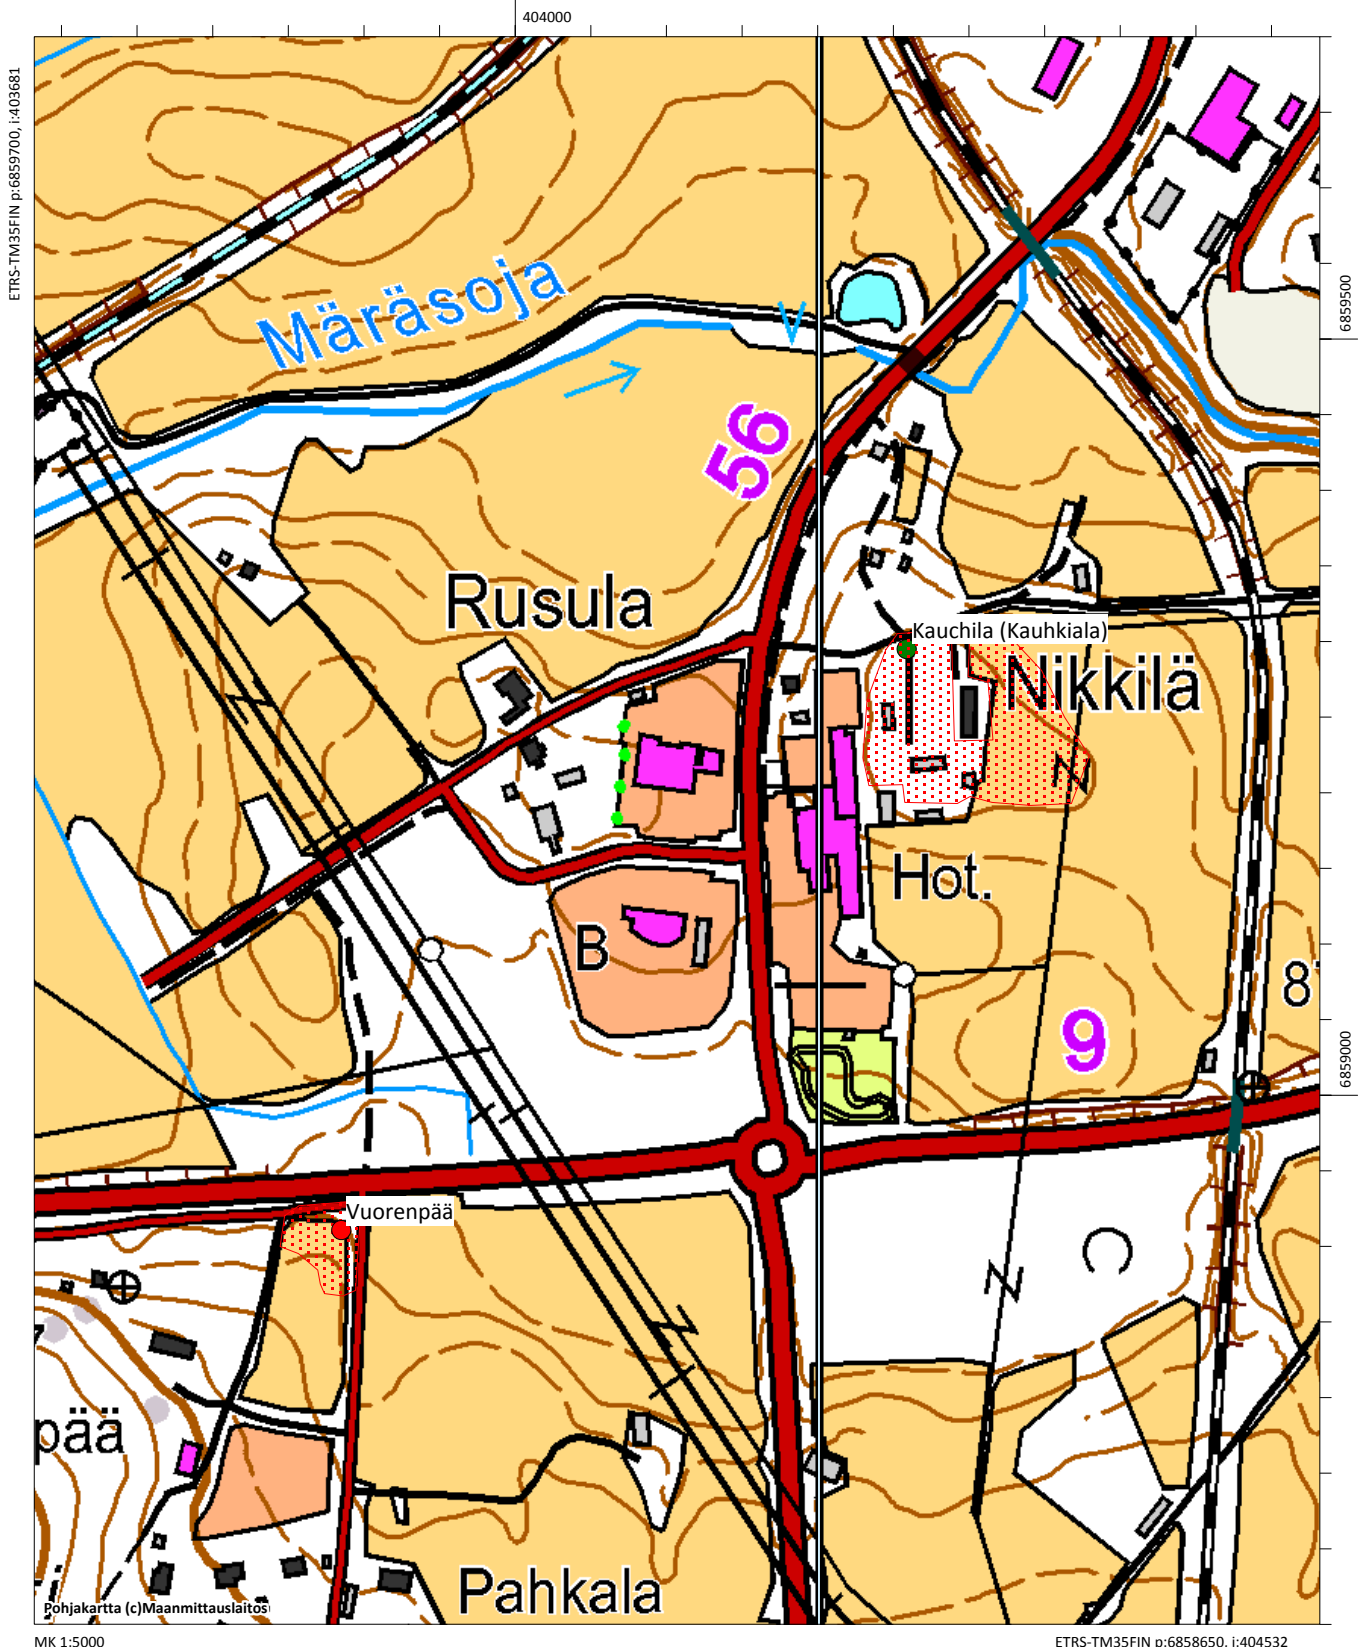 404000
ETRS-TM35FIN p:6859700, i:403681
Märäsoja
6859500
56
Rusula
Kauchila (Kauhkiala)
Nikkilä
Hot.
B
8
9
6859000
Vuorenpää
pää
Pahkala
Pohjakartta (c)Maanmittauslaitos
MK 1:5000
ETRS-TM35FIN p:6858650, i:404532